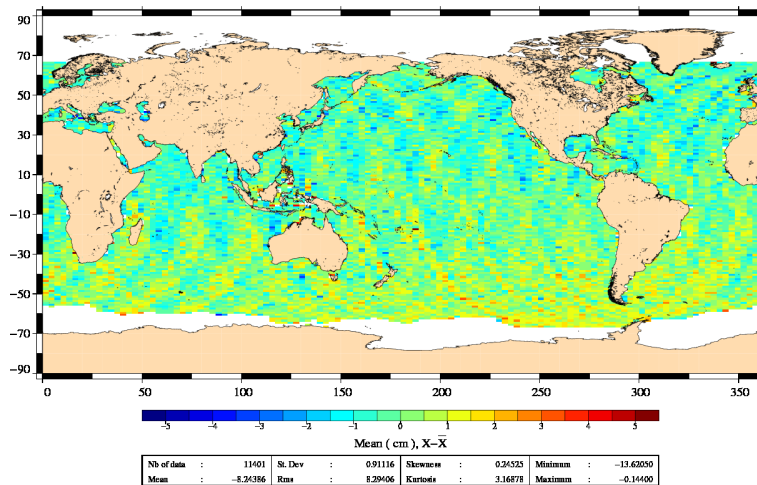 90
70
50
30
10
−10
−30
−50
−70
−90
0 50 100 150 200 250 300 350
−5 −4 −3 −2 −1 0 1 2 3 4 5
Mean ( cm ), X−X̅
Nb of data : 11401 St. Dev : 0.91116 Skewness : 0.24525 Minimum : −13.62050
Mean : −8.24386 Rms : 8.29406 Kurtosis : 3.16878 Maximum : −0.14400